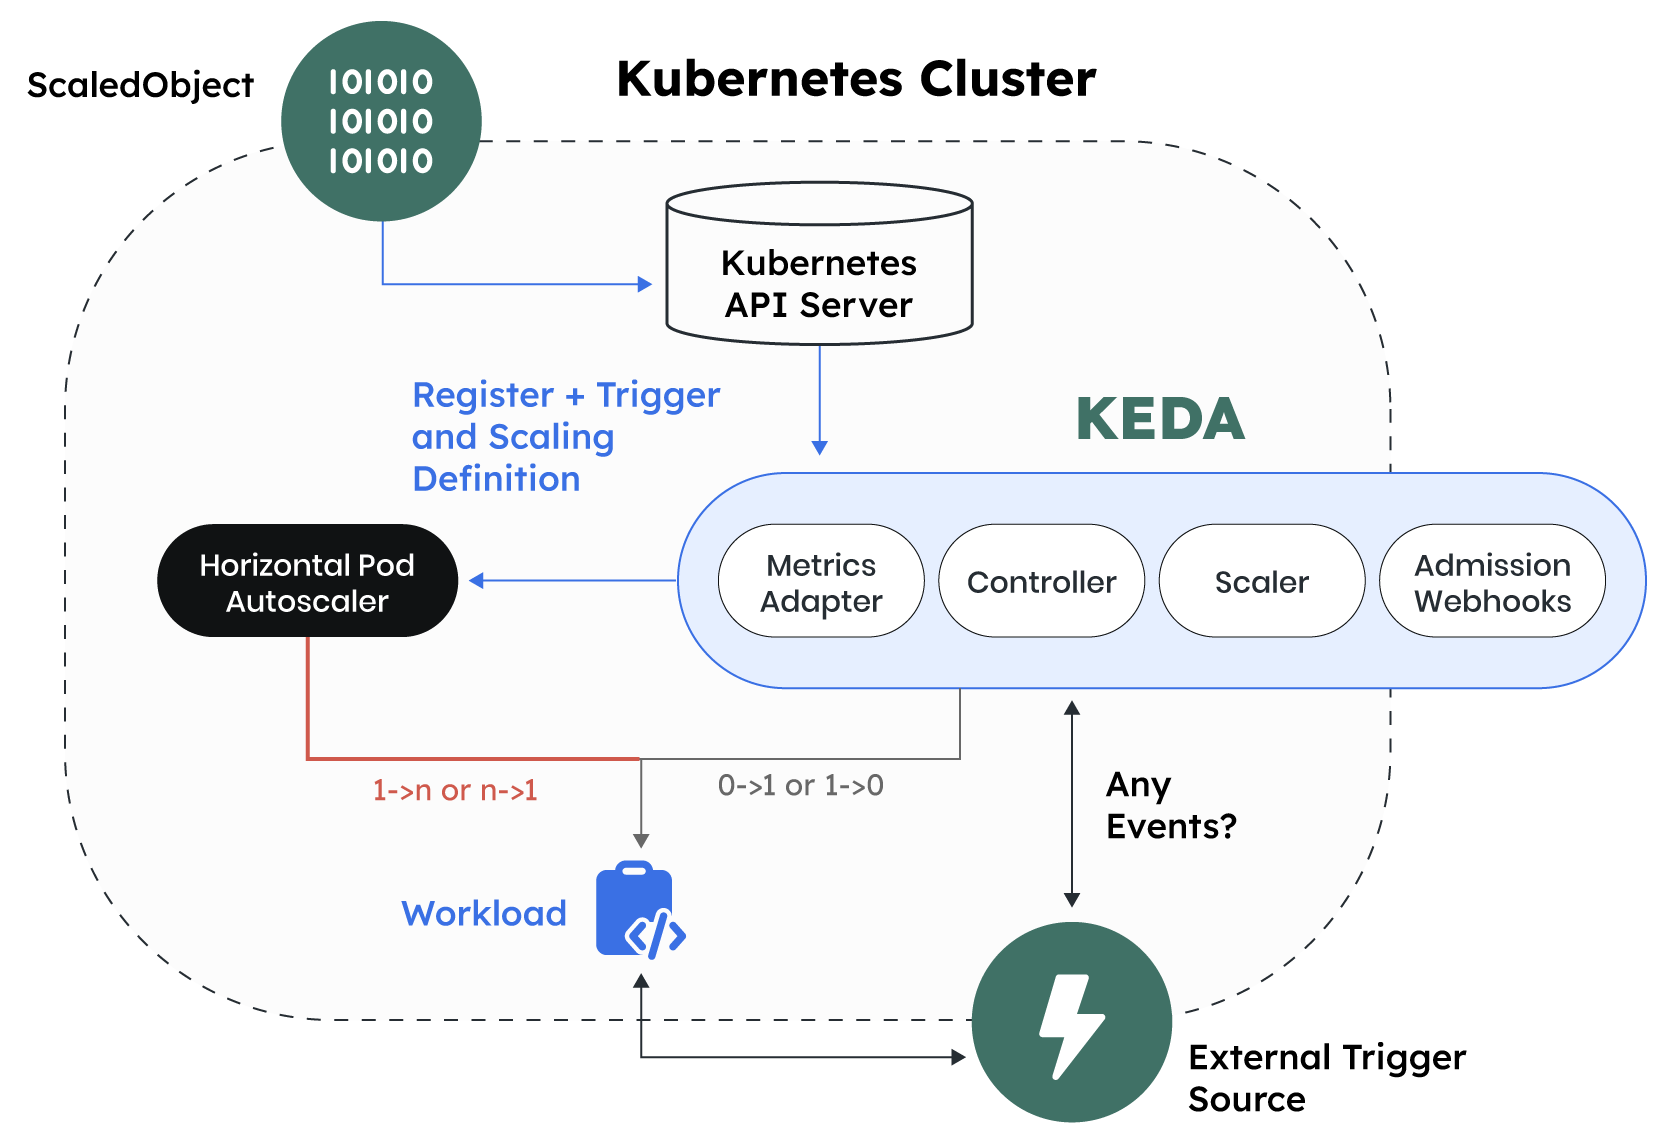 ScaledObject
101010
101010
101010
Kubernetes Cluster
Kubernetes
API Server
Register + Trigger
and Scaling
Definition
KEDA
Horizontal Pod
Autoscaler
Metrics
Adapter
Controller
Scaler
Admission
Webhooks
1->n or n->1
0->1 or 1->0
Any
Events?
Workload
</>
External Trigger
Source